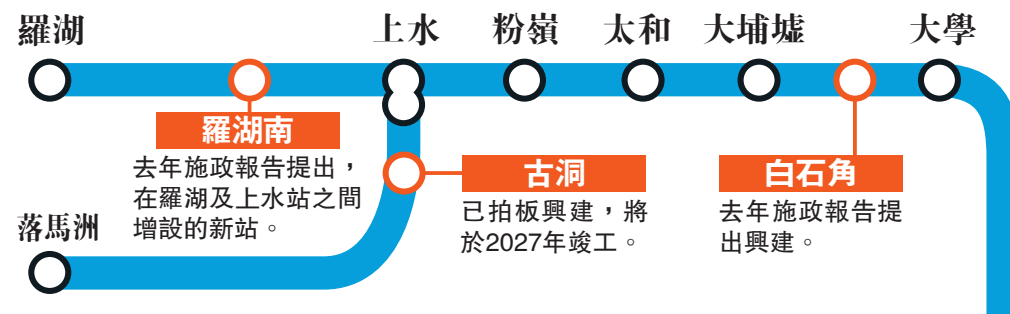 羅湖
上水
粉嶺
太和
大埔墟
大學
羅湖南
去年施政報告提出，
在羅湖及上水站之間
增設的新站。
古洞
已拍板興建，將
於2027年竣工。
白石角
去年施政報告提
出興建。
落馬洲